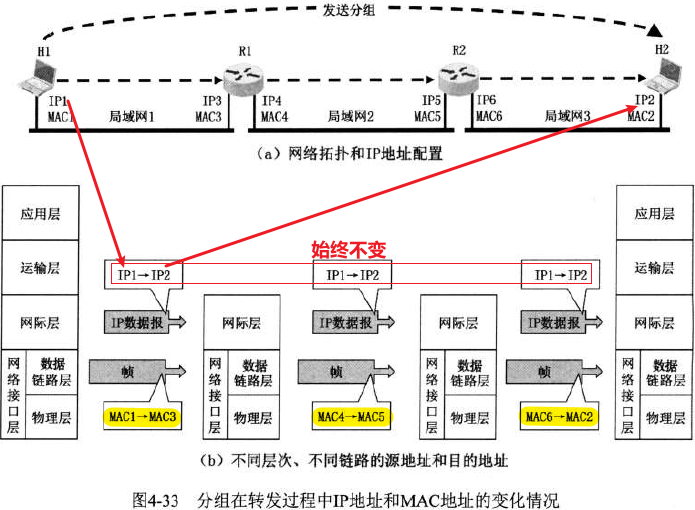 发送分组
H1 R1 R2 H2
IP1 IP3 IP4 IP5 IP6 IP2
MAC1 局域网1 MAC3 MAC4 局域网2 MAC5 MAC6 局域网3 MAC2
(a) 网络拓扑和IP地址配置
应用层 应用层
始终不变
运输层 IP1→IP2 IP1→IP2 IP1→IP2 运输层
网际层 IP数据报 网际层 IP数据报 网际层 IP数据报 网际层
网络接口层 数据链路层 帧 网络接口层 数据链路层 帧 网络接口层 数据链路层 帧 网络接口层 数据链路层
物理层 MAC1→MAC3 物理层 MAC4→MAC5 物理层 MAC6→MAC2 物理层
(b) 不同层次、不同链路的源地址和目的地址
图4-33 分组在转发过程中IP地址和MAC地址的变化情况